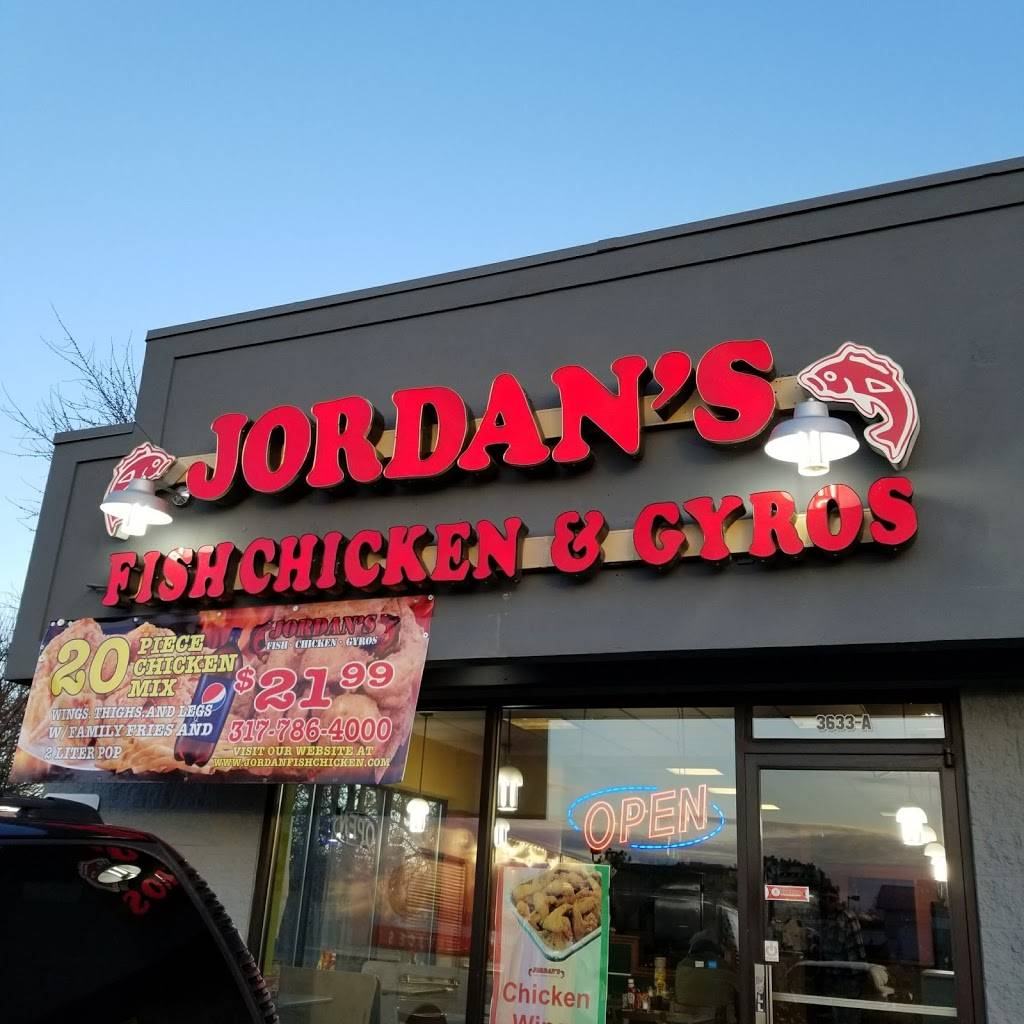 JORDAN'S
FISH CHICKEN & GYROS
JORDAN'S
FISH · CHICKEN · GYROS
20 PIECE
CHICKEN
MIX
$21.99
WINGS, THIGHS, AND LEGS
W/ FAMILY FRIES AND
2 LITER POP
317-786-4000
VISIT OUR WEBSITE AT
WWW.JORDANFISHCHICKEN.COM
3633-A
OPEN
JORDAN'S
Chicken